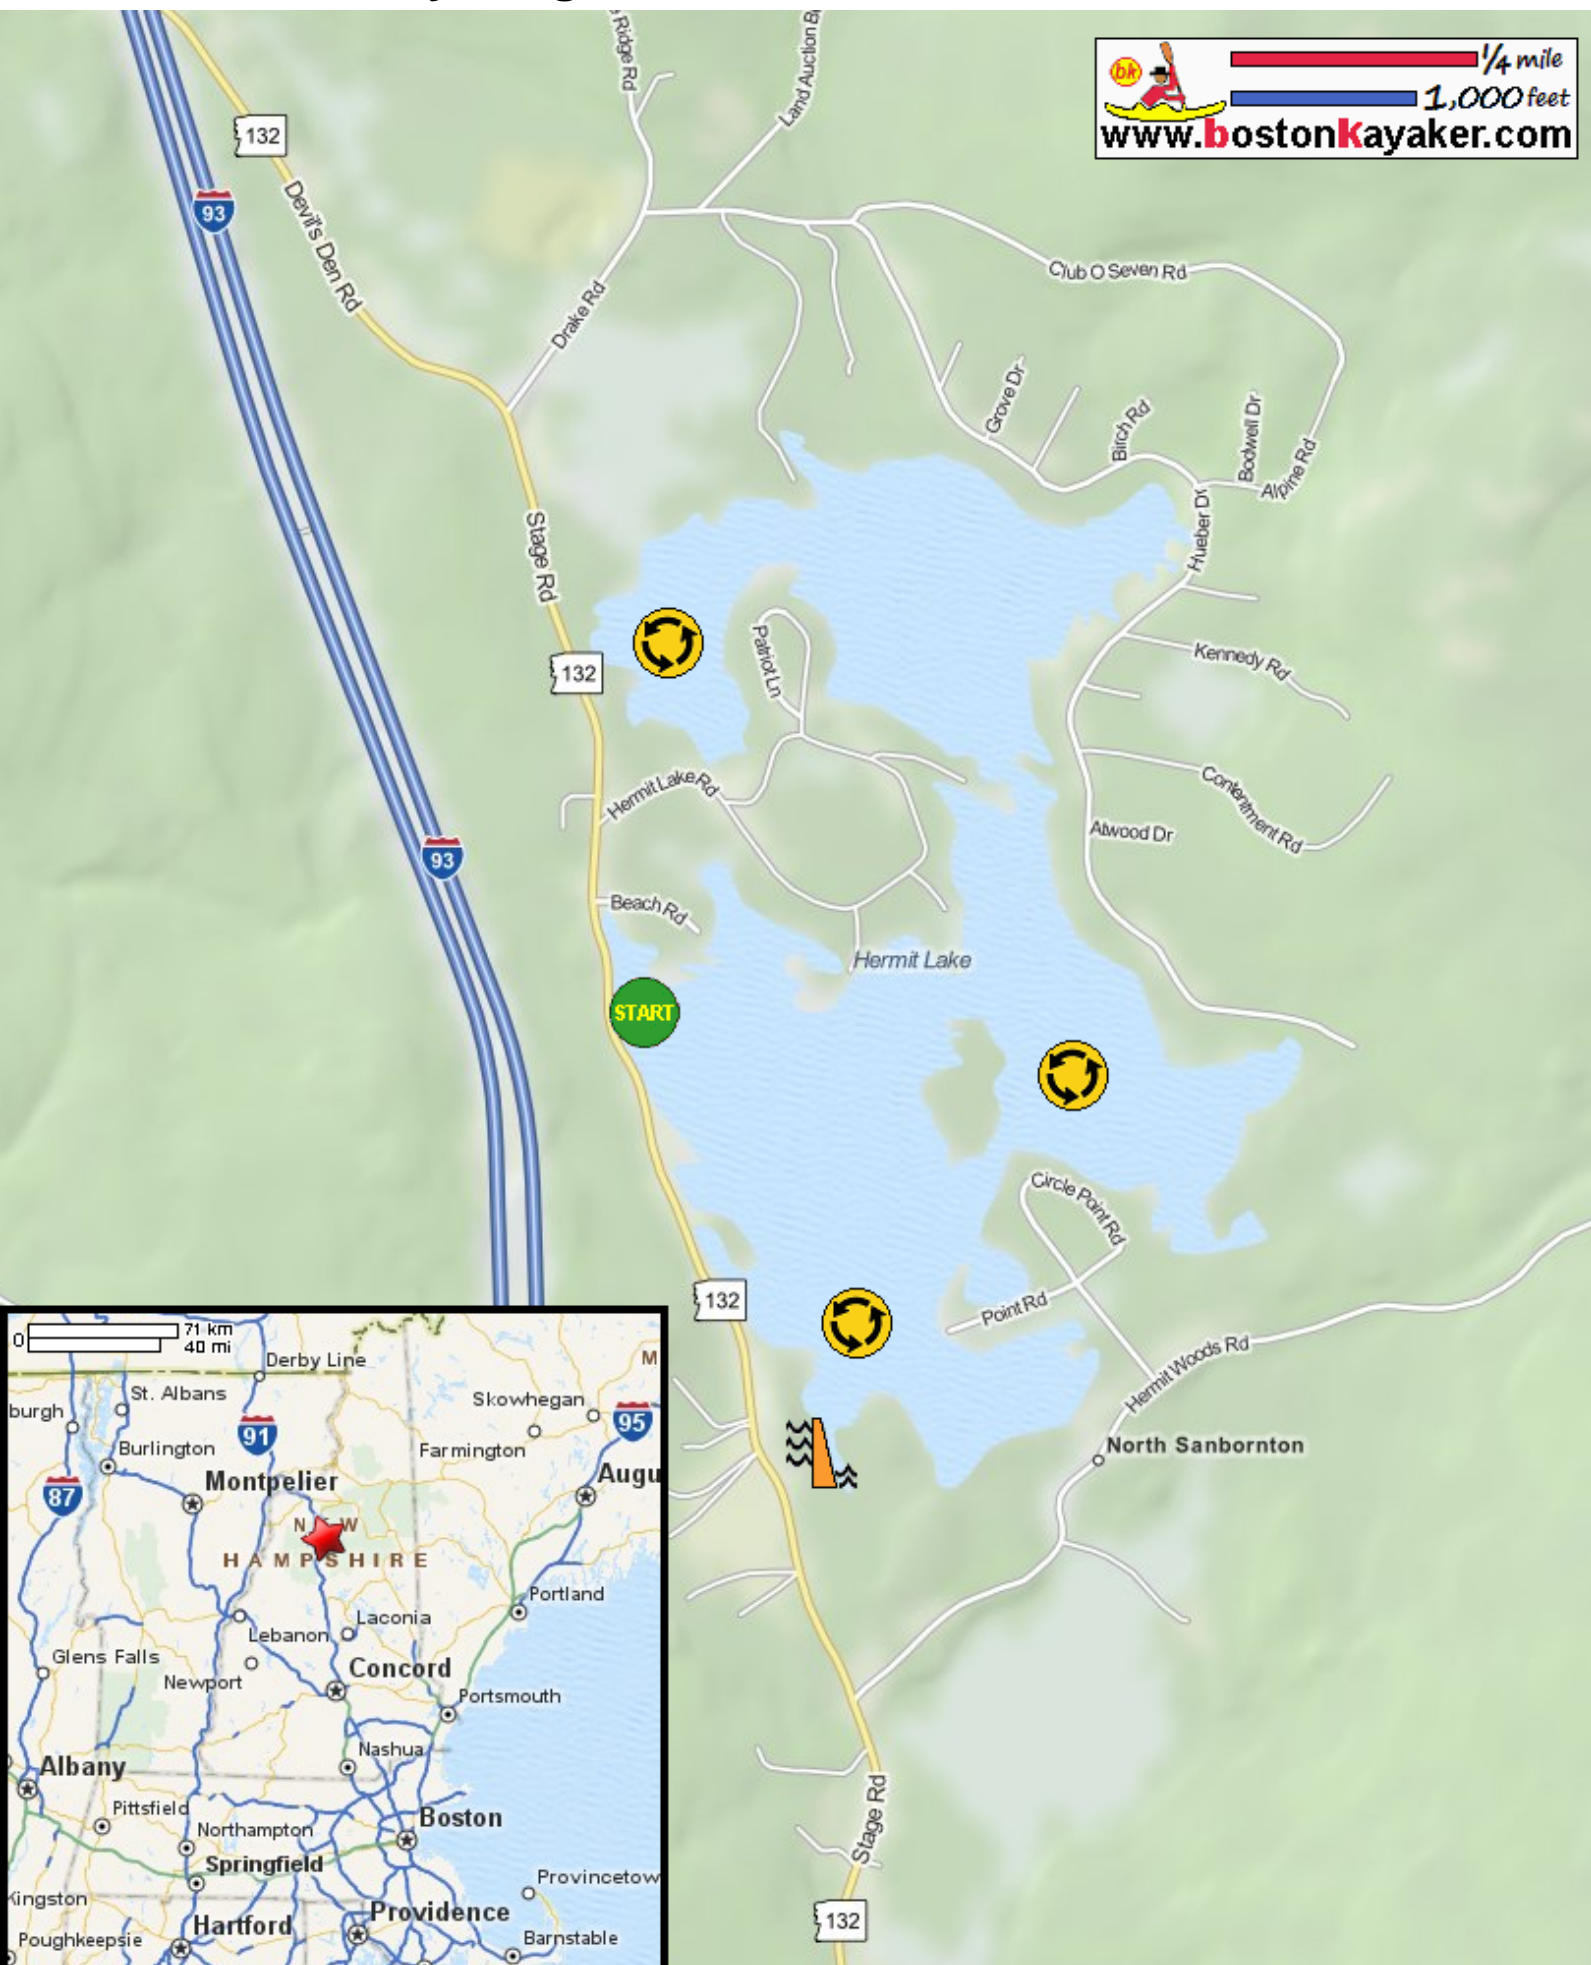 bk
1/4 mile
1,000 feet
www.bostonkayaker.com
Ridge Rd
Land Auction
132
93
Devil's Den Rd
Drake Rd
Club O Seven Rd
Grove Dr
Birch Rd
Bodwell Dr
Alpine Rd
Hueber Dr
Stage Rd
132
Patriot Ln
Kennedy Rd
Hermit Lake Rd
Contentment Rd
Atwood Dr
93
Beach Rd
Hermit Lake
START
Circle Point Rd
132
Point Rd
Hermit Woods Rd
North Sanbornton
Stage Rd
132
0
71 km
40 mi
Derby Line
M
St. Albans
burgh
Skowhegan
91
95
Burlington
Farmington
Montpelier
Augu
87
NEW
HAMPSHIRE
Portland
Laconia
Lebanon
Glens Falls
Newport
Concord
Portsmouth
Nashua
Albany
Pittsfield
Boston
Northampton
Springfield
Provincetow
Kingston
Providence
Hartford
Poughkeepsie
Barnstable